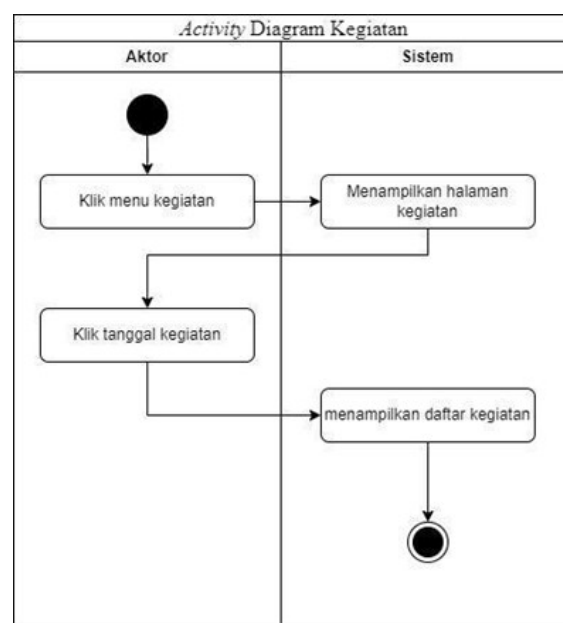 Activity Diagram Kegiatan
Aktor
Sistem
Klik menu kegiatan
Menampilkan halaman
kegiatan
Klik tanggal kegiatan
menampilkan daftar kegiatan